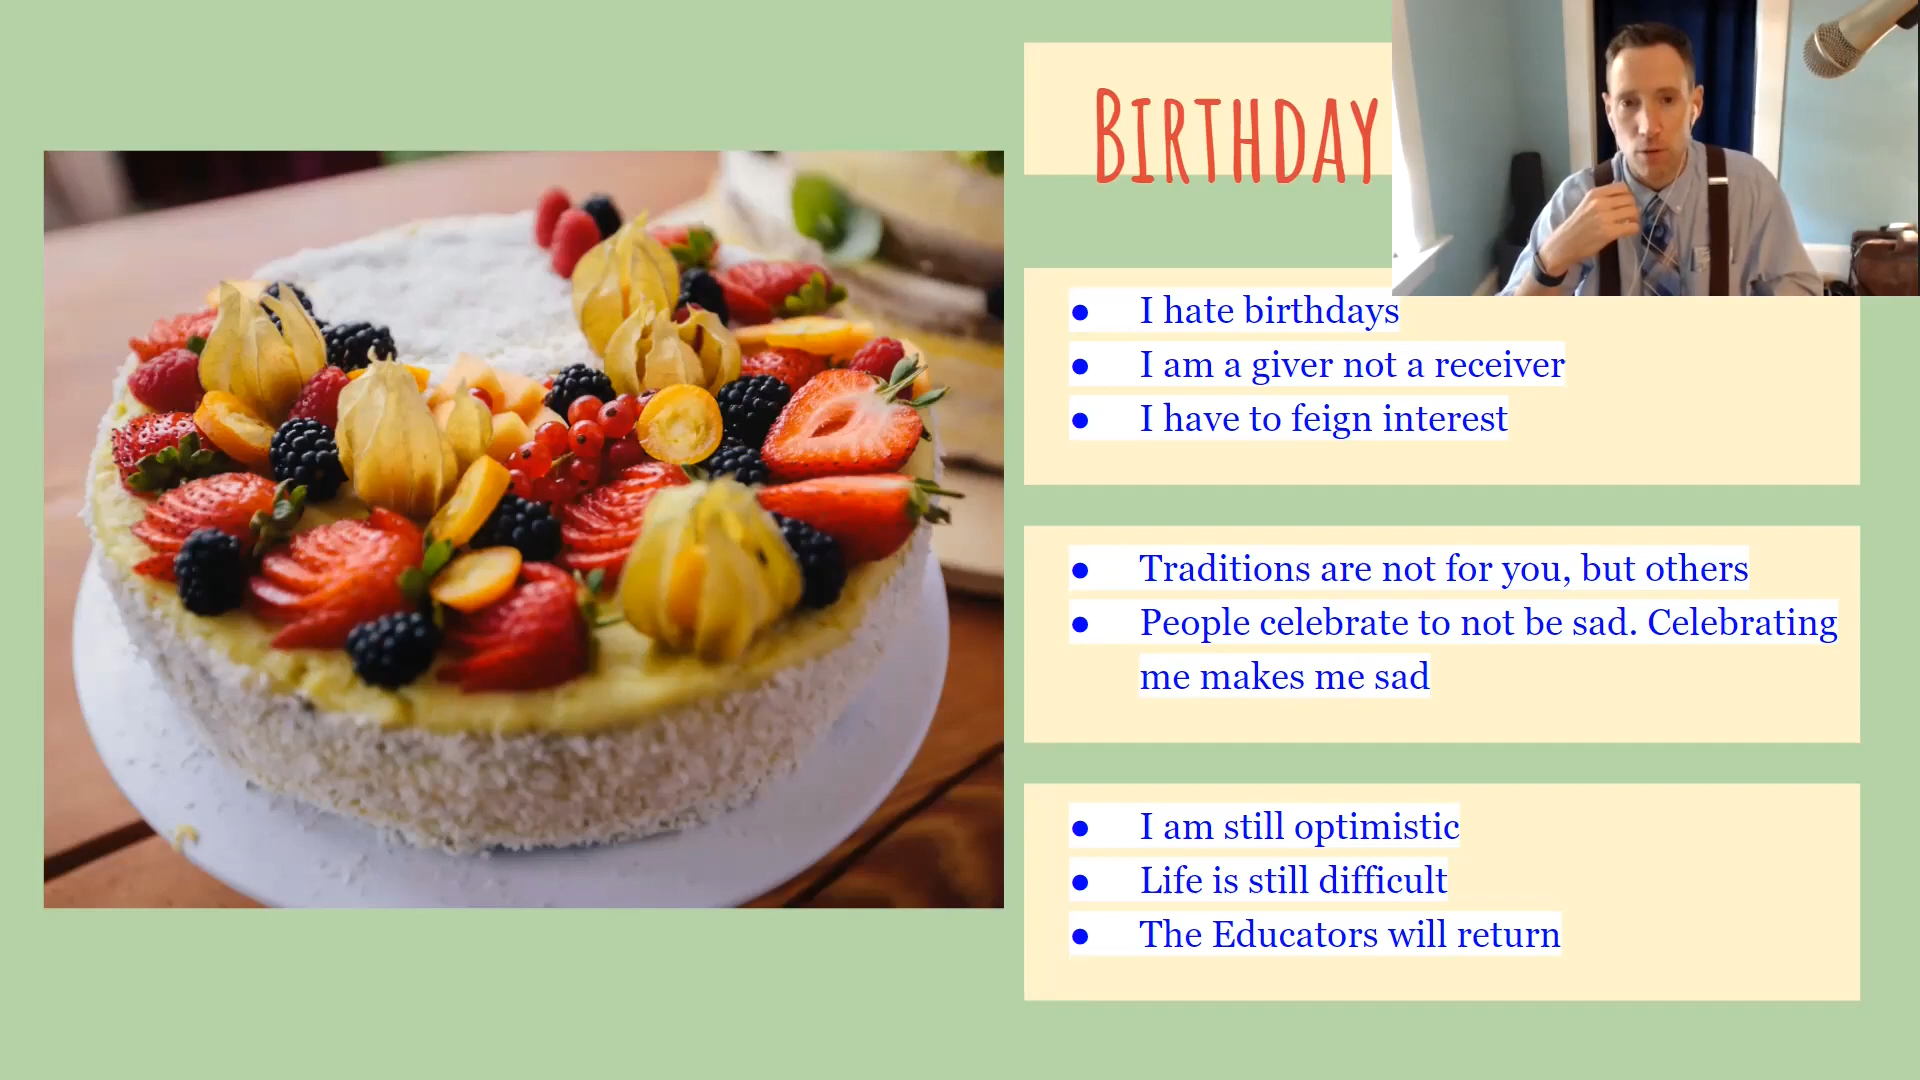 BIRTHDAY
● I hate birthdays
● I am a giver not a receiver
● I have to feign interest
● Traditions are not for you, but others
● People celebrate to not be sad. Celebrating
me makes me sad
● I am still optimistic
● Life is still difficult
● The Educators will return